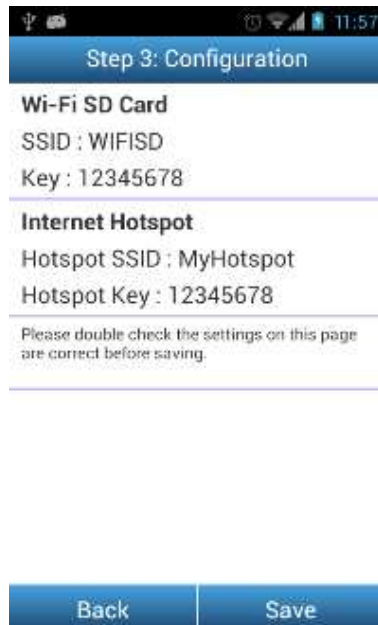 11:57
Step 3: Configuration
Wi-Fi SD Card
SSID : WIFISD
Key : 12345678
Internet Hotspot
Hotspot SSID : MyHotspot
Hotspot Key : 12345678
Please double check the settings on this page
are correct before saving.
Back
Save